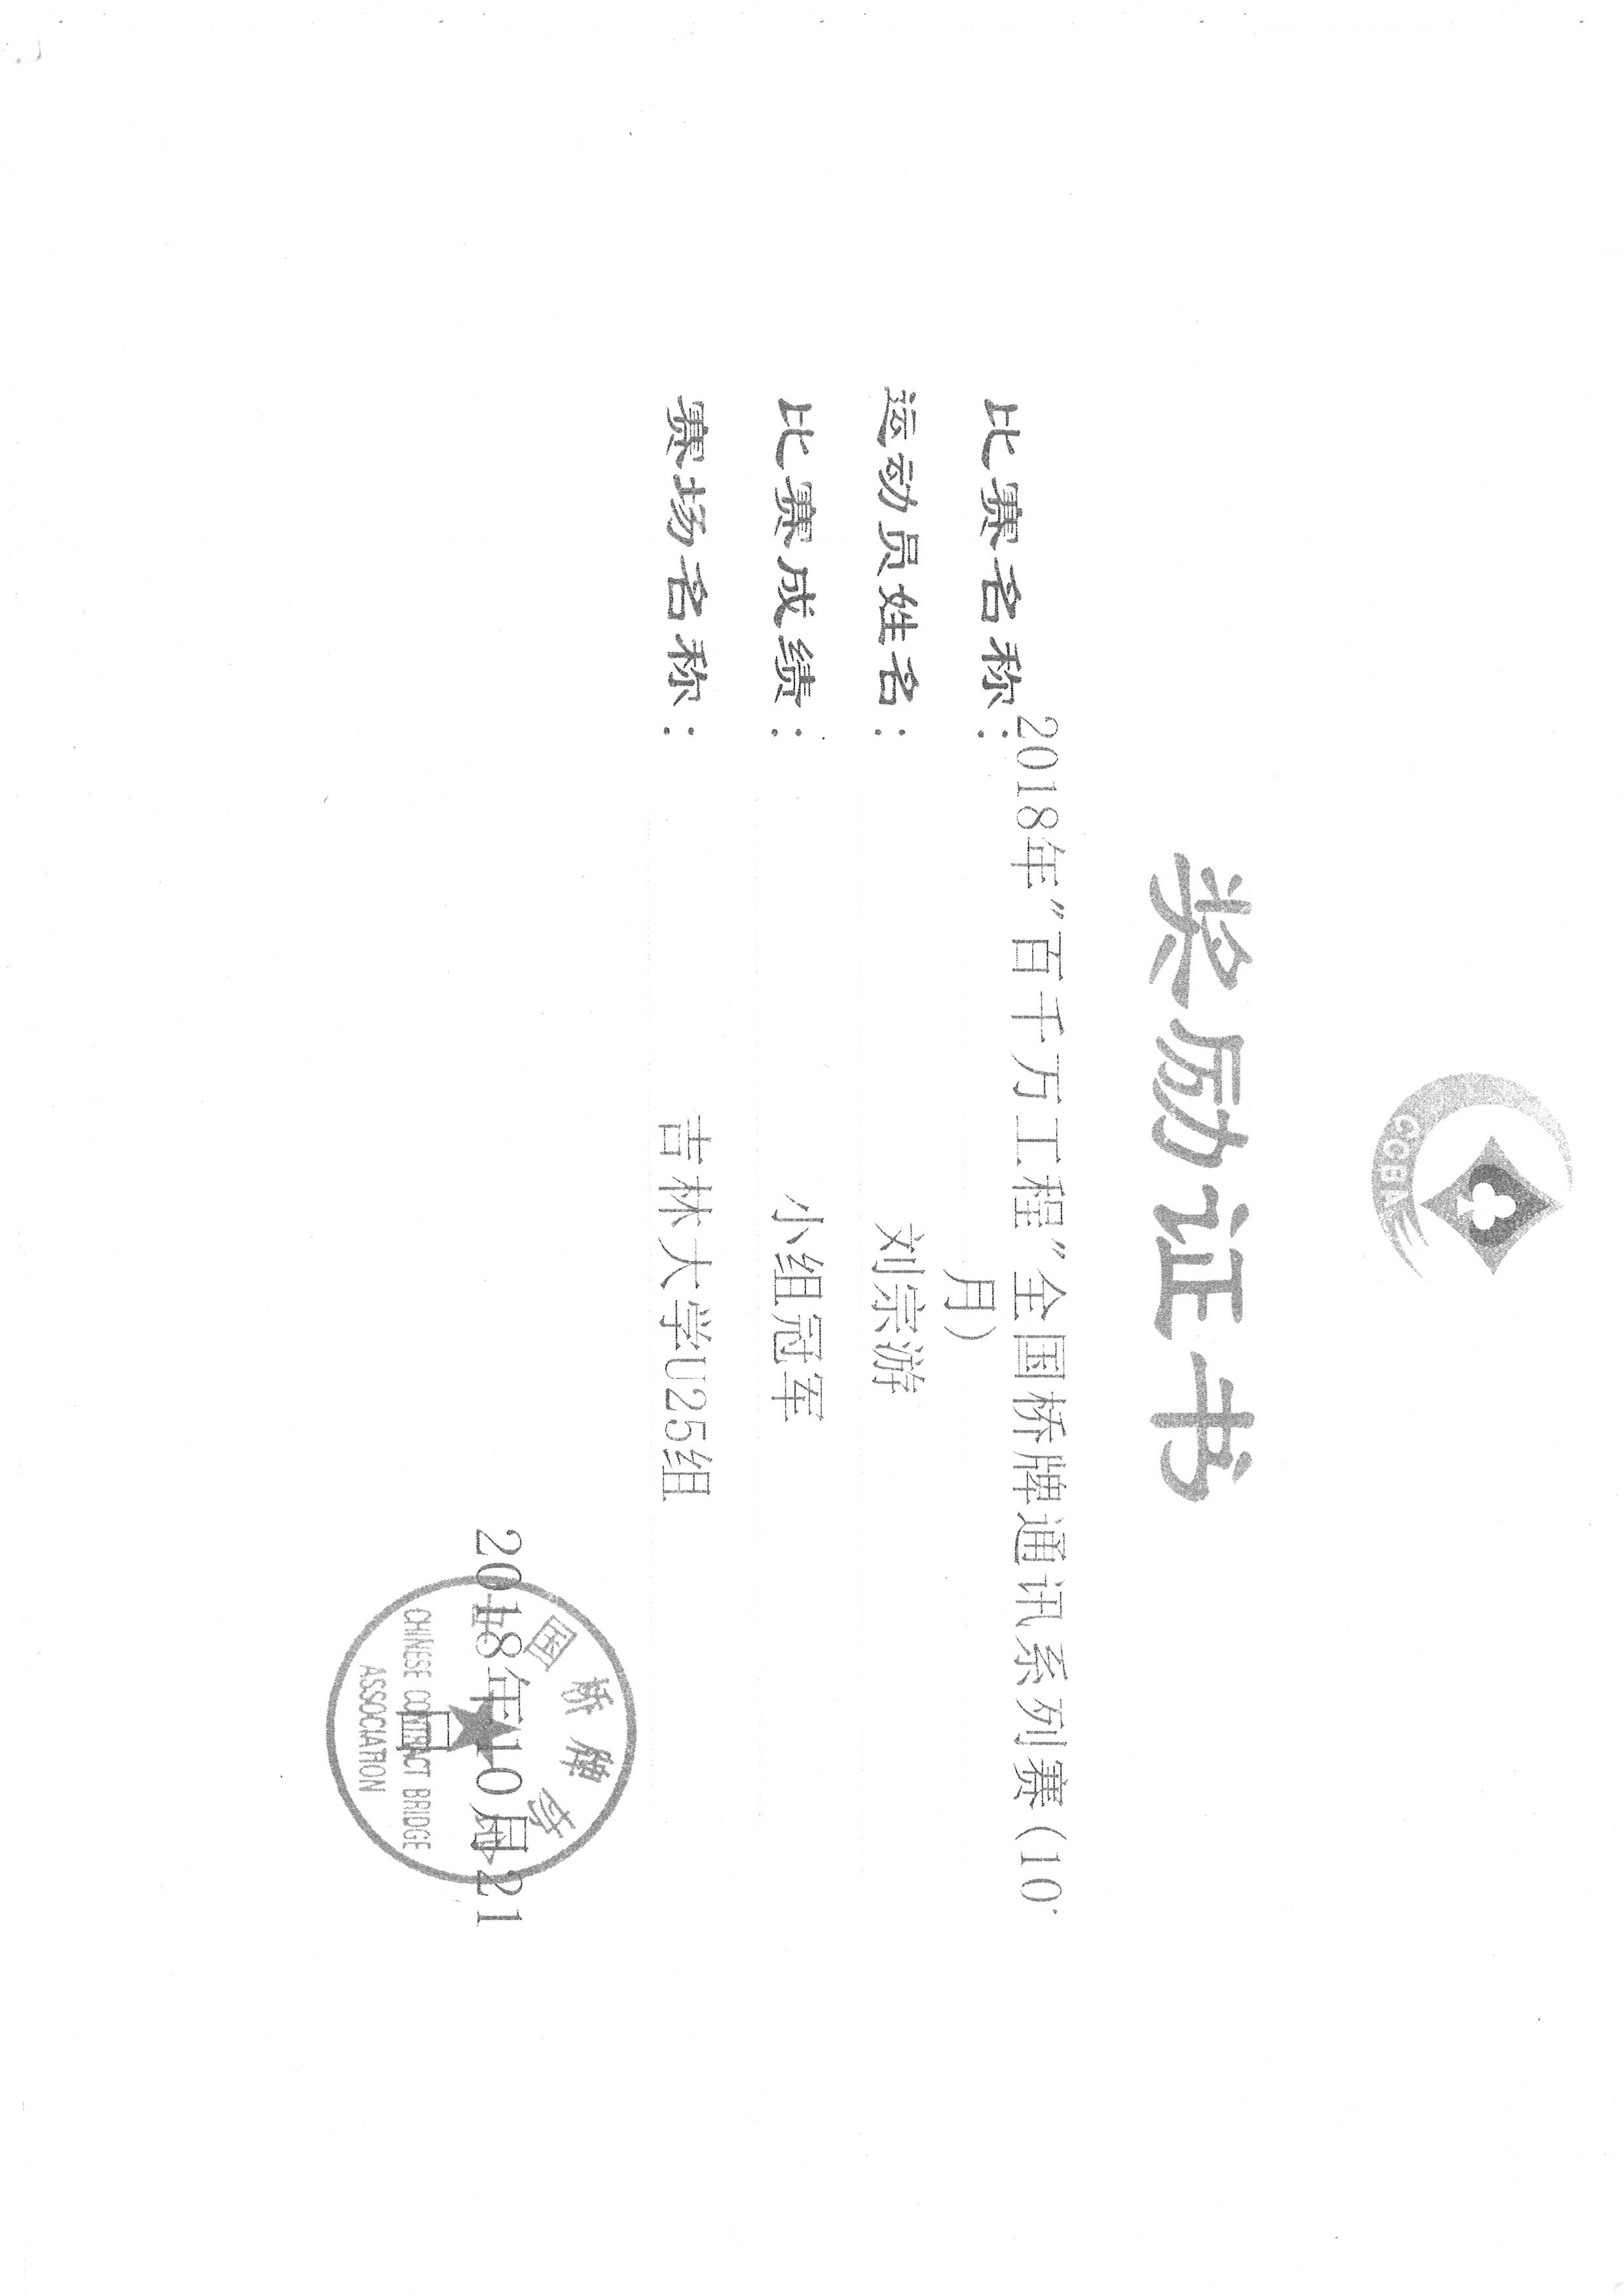 CCBA
奖励证书
比赛名称：2018年“百千万工程”全国桥牌通讯系列赛（10
月）
运动员姓名：刘宗游
比赛成绩：小组冠军
赛场名称：吉林大学U25组
2018年10月21
日
中国桥牌协会
CHINESE CONTRACT BRIDGE
ASSOCIATION